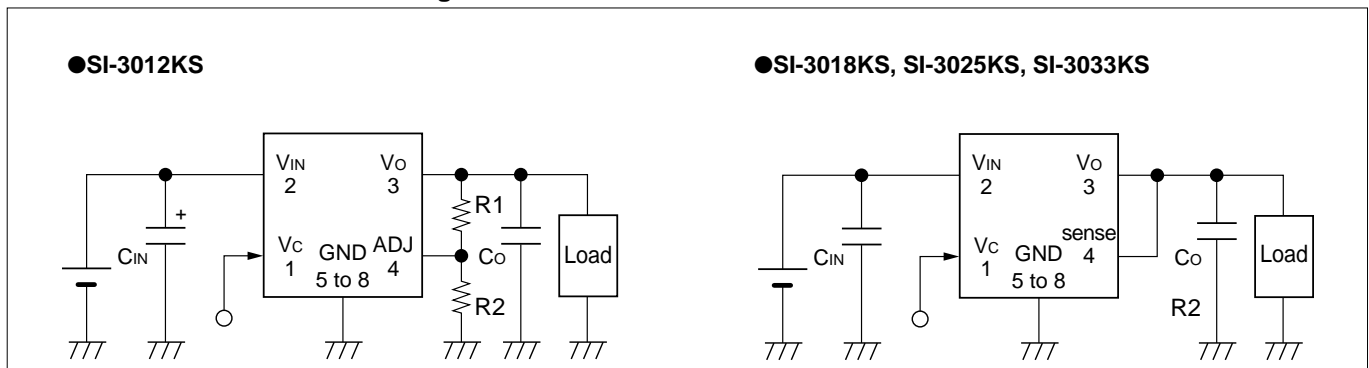 ●SI-3012KS
VIN
2
VO
3
VC
1
GND
5 to 8
ADJ
4
+
CIN
R1
R2
CO
Load
●SI-3018KS, SI-3025KS, SI-3033KS
VIN
2
VO
3
VC
1
GND
5 to 8
sense
4
CIN
CO
R2
Load